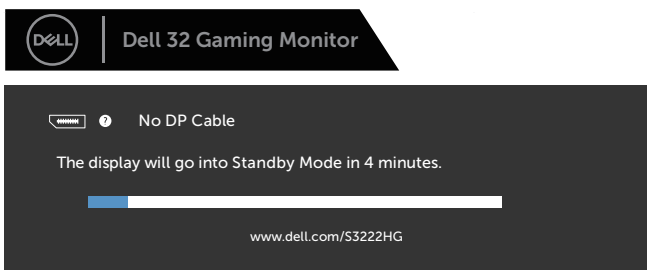 DELL
Dell 32 Gaming Monitor
? No DP Cable
The display will go into Standby Mode in 4 minutes.
www.dell.com/S3222HG